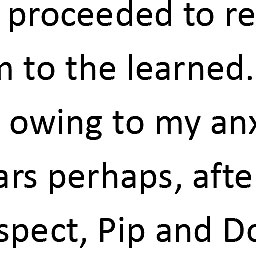 proceeded to re
m to the learned.
owing to my anx
ars perhaps, afte
spect, Pip and Do